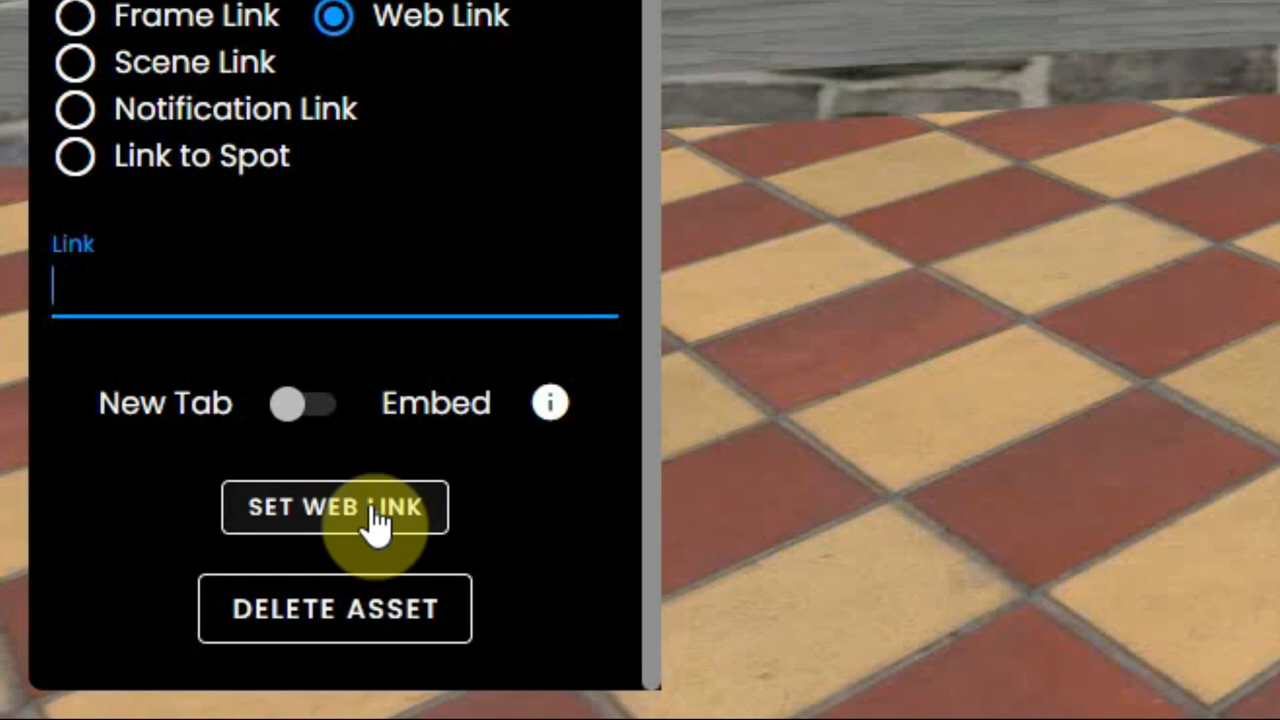 Frame Link Web Link
Scene Link
Notification Link
Link to Spot
Link
New Tab Embed i
SET WEB LINK
DELETE ASSET